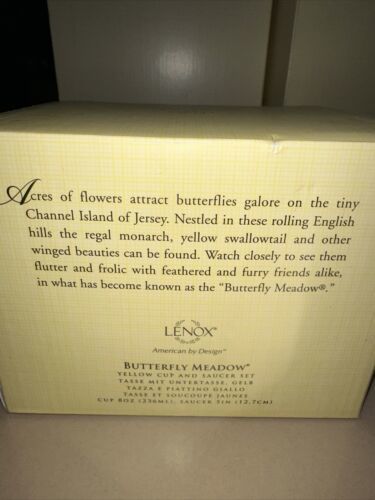 Acres of flowers attract butterflies galore on the tiny
Channel Island of Jersey. Nestled in these rolling English
hills the regal monarch, yellow swallowtail and other
winged beauties can be found. Watch closely to see them
flutter and frolic with feathered and furry friends alike,
in what has become known as the “Butterfly Meadow®.”
LENOX®
American by Design™
BUTTERFLY MEADOW®
YELLOW CUP AND SAUCER SET
TASSE MIT UNTERTASSE, GELB
TAZZA E PIATTINO GIALLO
TASSE ET SOUCOUPE JAUNES
CUP 8OZ (236ML), SAUCER 5IN (12,7CM)